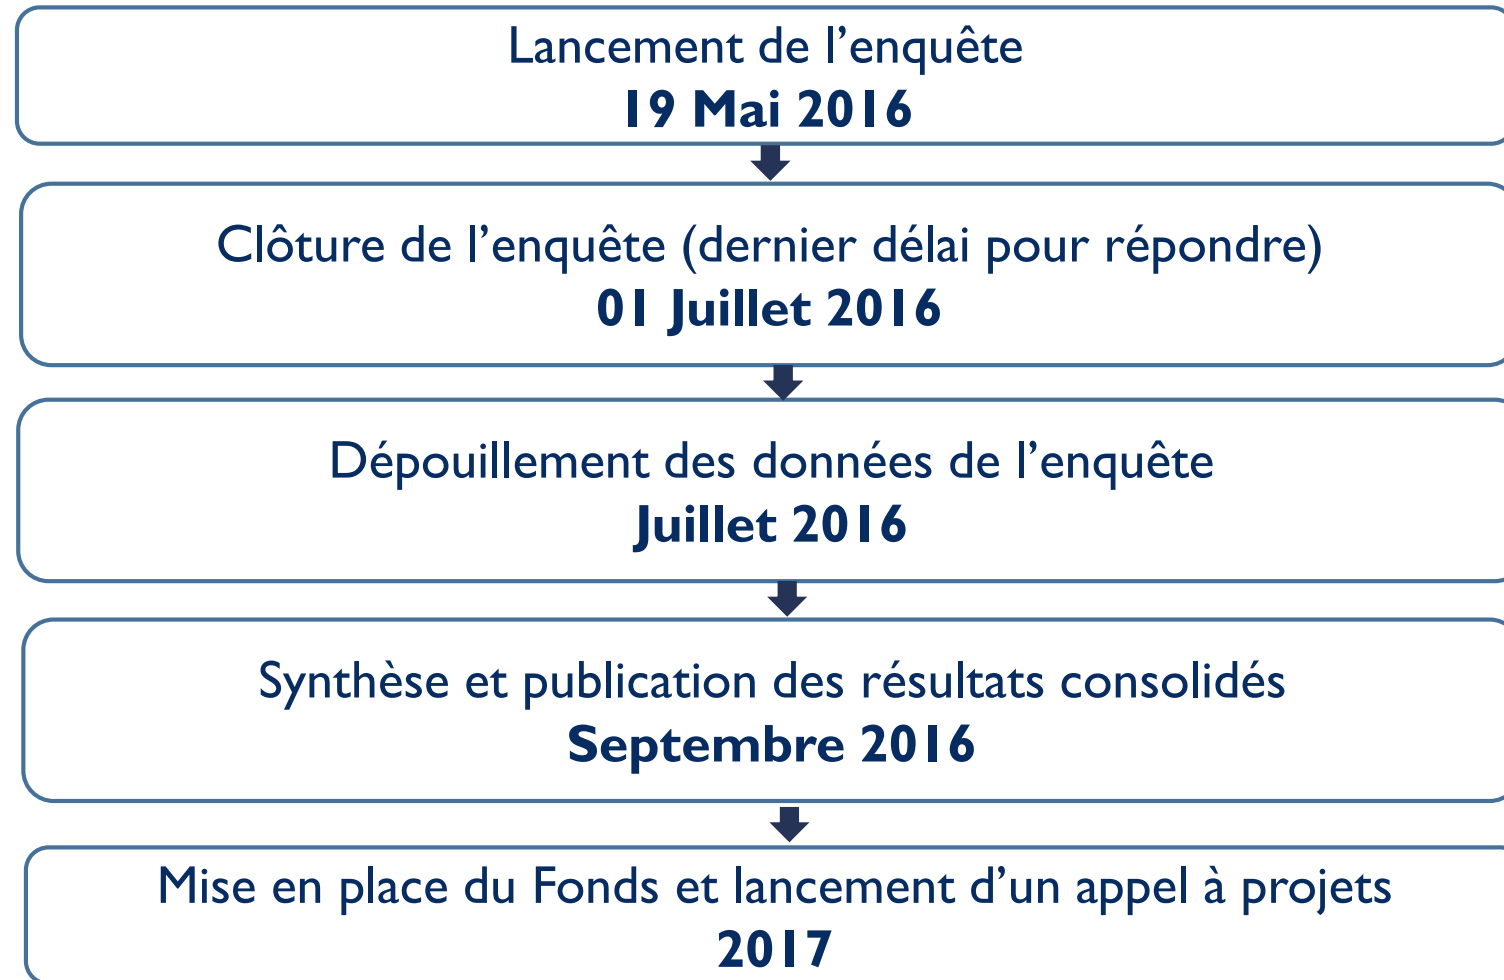 Lancement de l’enquête
19 Mai 2016
Clôture de l’enquête (dernier délai pour répondre)
01 Juillet 2016
Dépouillement des données de l’enquête
Juillet 2016
Synthèse et publication des résultats consolidés
Septembre 2016
Mise en place du Fonds et lancement d’un appel à projets
2017